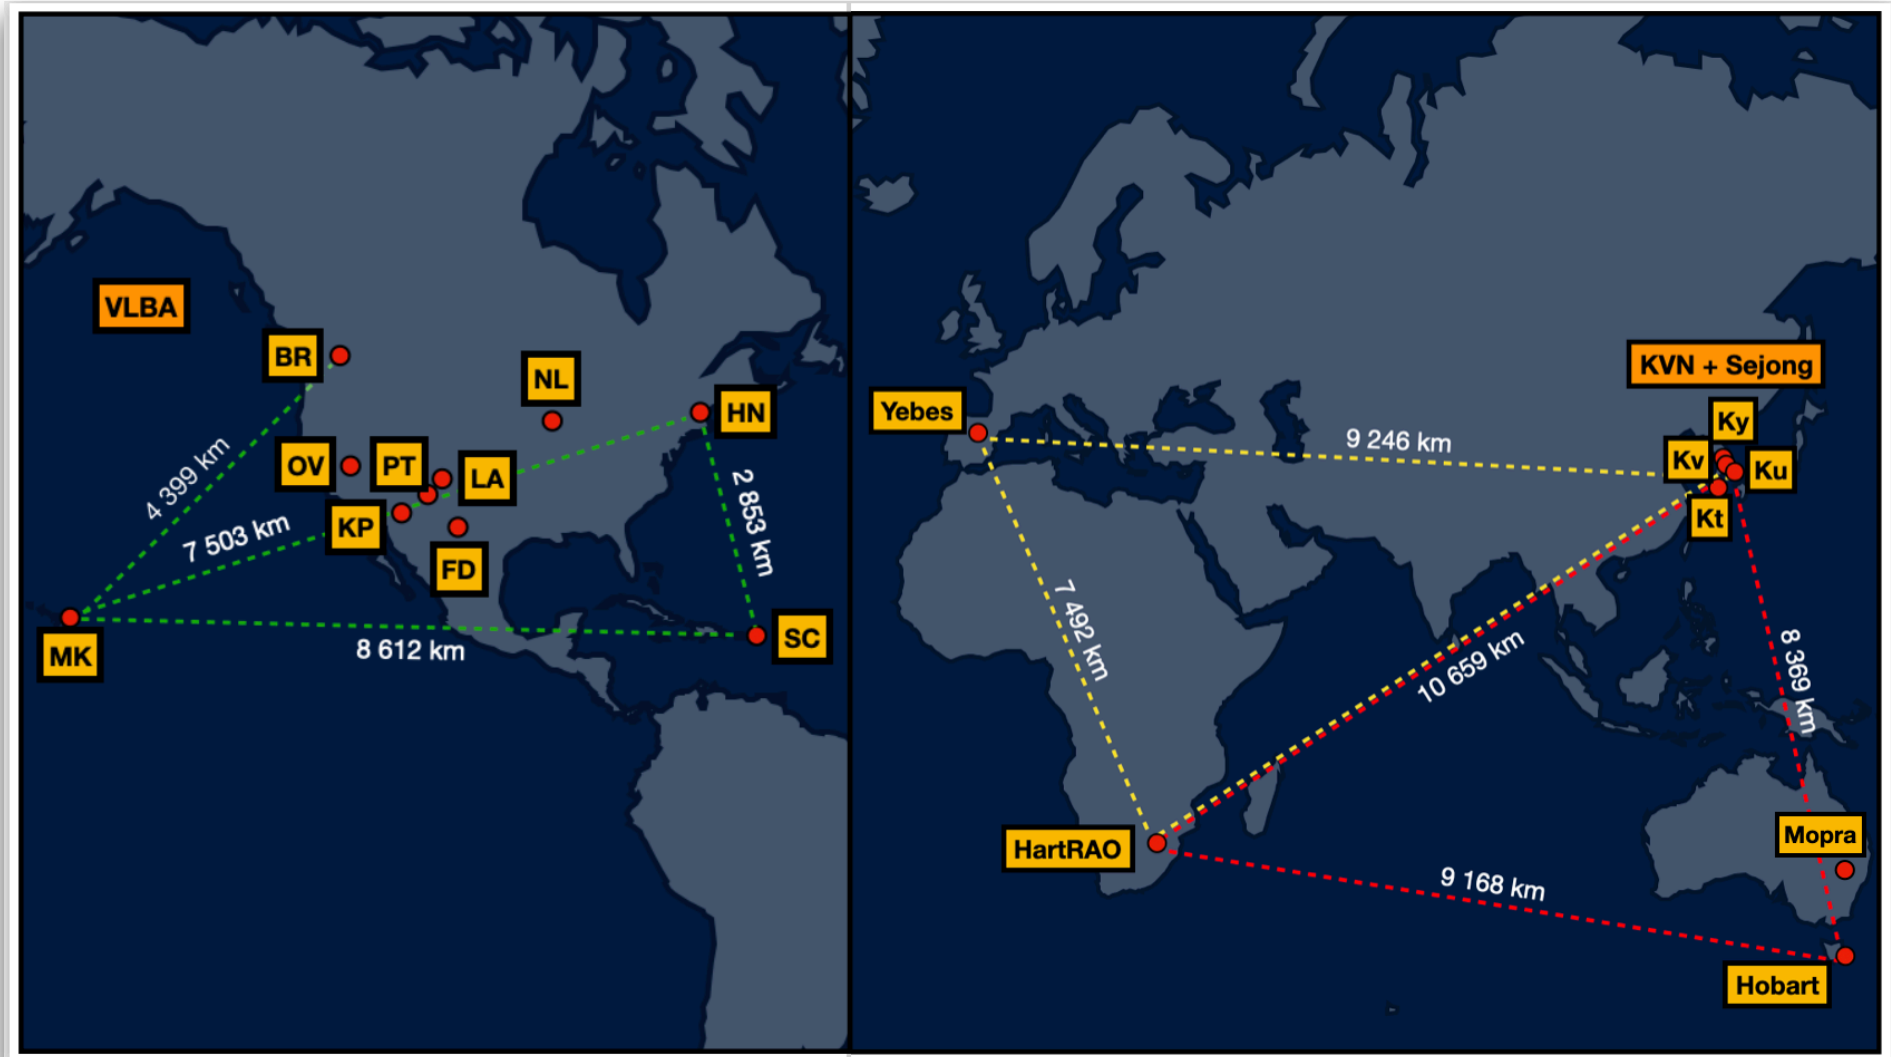 VLBA
BR
NL
HN
OV
PT
LA
KP
FD
MK
SC
4 399 km
7 503 km
8 612 km
2 853 km
KVN + Sejong
Yebes
Ky
Kv
Ku
Kt
9 246 km
7 492 km
10 659 km
8 369 km
Mopra
HartRAO
9 168 km
Hobart